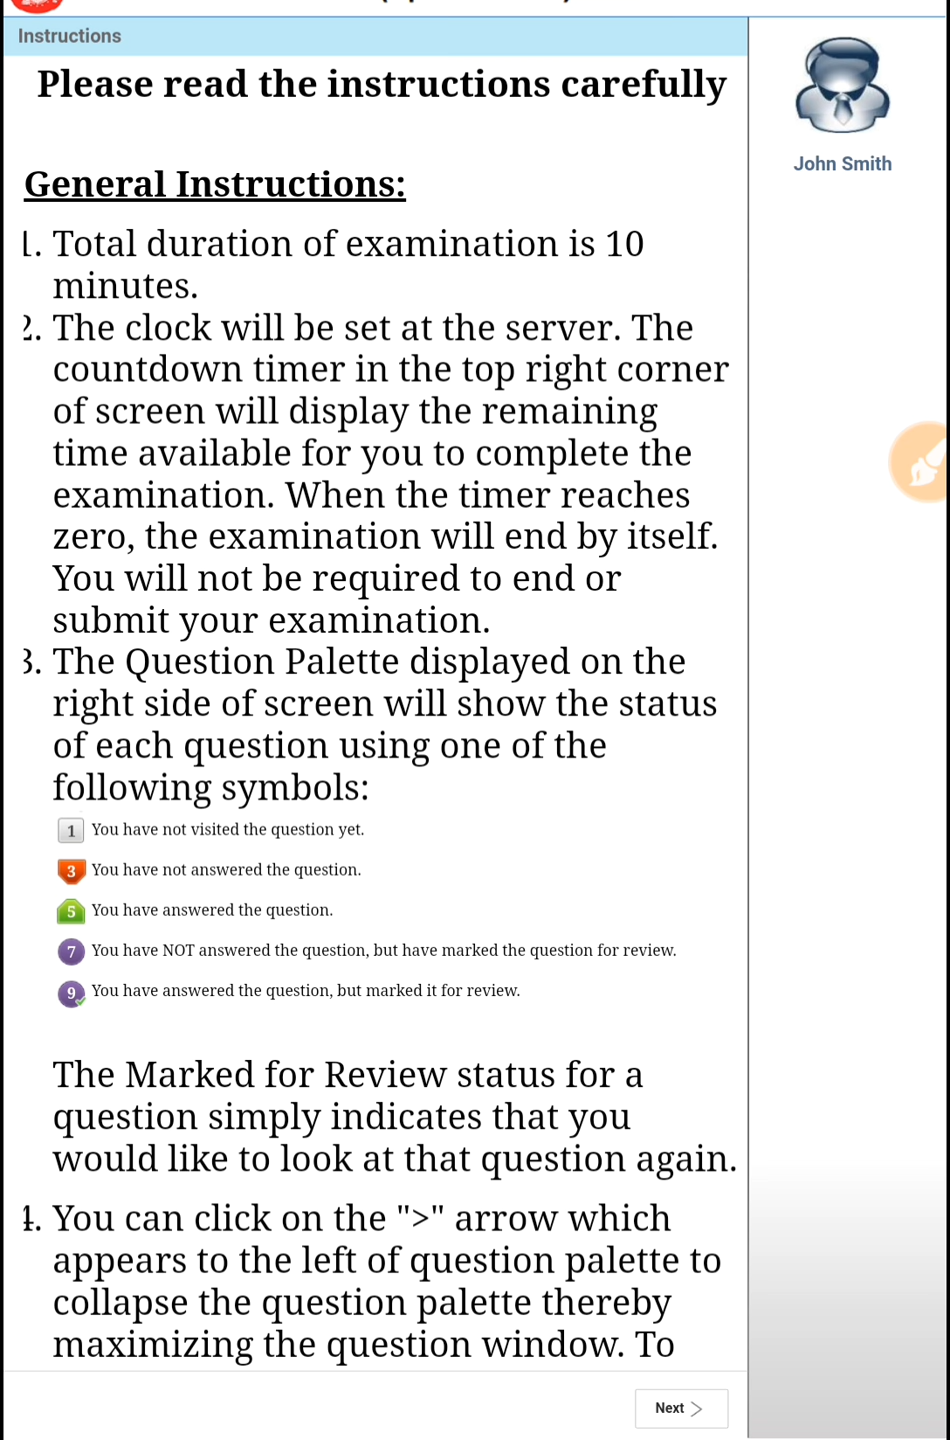 Instructions
Please read the instructions carefully
John Smith
General Instructions:
1. Total duration of examination is 10
minutes.
2. The clock will be set at the server. The
countdown timer in the top right corner
of screen will display the remaining
time available for you to complete the
examination. When the timer reaches
zero, the examination will end by itself.
You will not be required to end or
submit your examination.
3. The Question Palette displayed on the
right side of screen will show the status
of each question using one of the
following symbols:
1 You have not visited the question yet.
3 You have not answered the question.
5 You have answered the question.
7 You have NOT answered the question, but have marked the question for review.
9 You have answered the question, but marked it for review.
The Marked for Review status for a
question simply indicates that you
would like to look at that question again.
4. You can click on the ">" arrow which
appears to the left of question palette to
collapse the question palette thereby
maximizing the question window. To
Next >